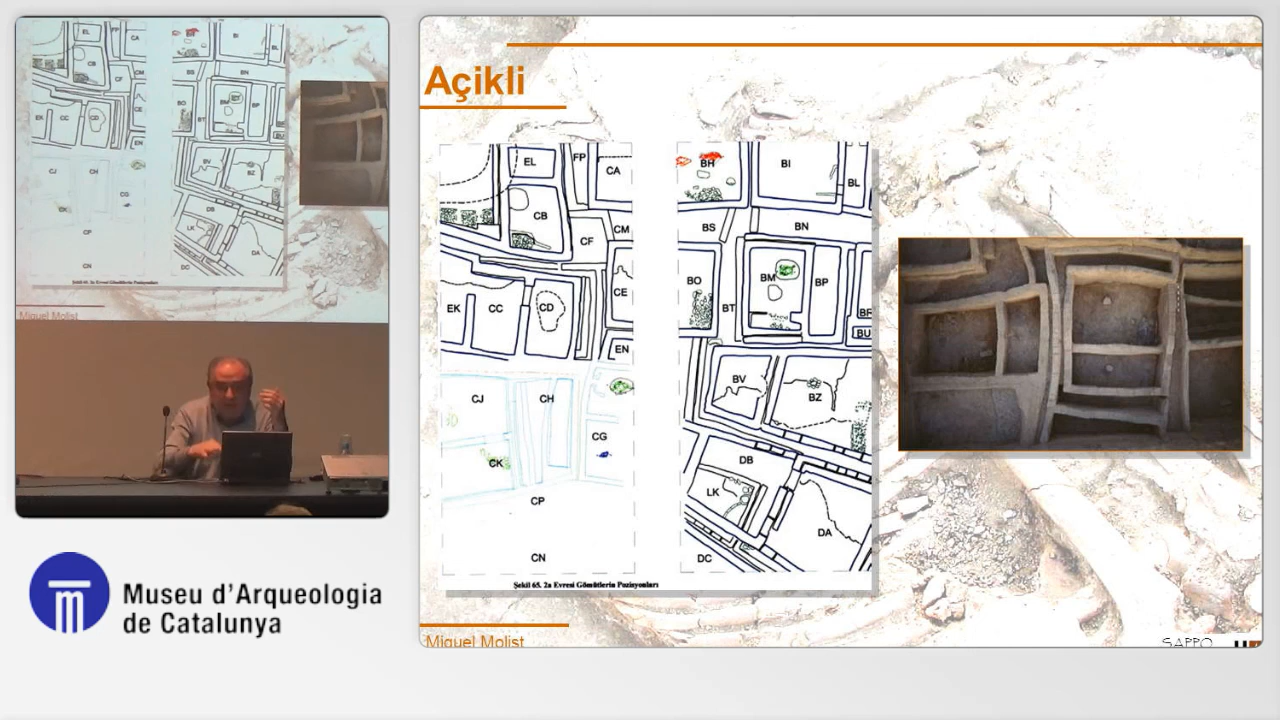 Açikli
EL
FP
CA
CB
CM
CF
CE
EK
CC
CD
EN
CJ
CH
CG
CK
CP
CN
BH
BI
BL
BS
BN
BO
BM
BP
BT
BU
BV
BZ
DB
LK
DA
DC
Şekil 65. 2a Evresi Gömütlerin Pozisyonları
Miquel Molist
SAPPO
Museu d'Arqueologia
de Catalunya